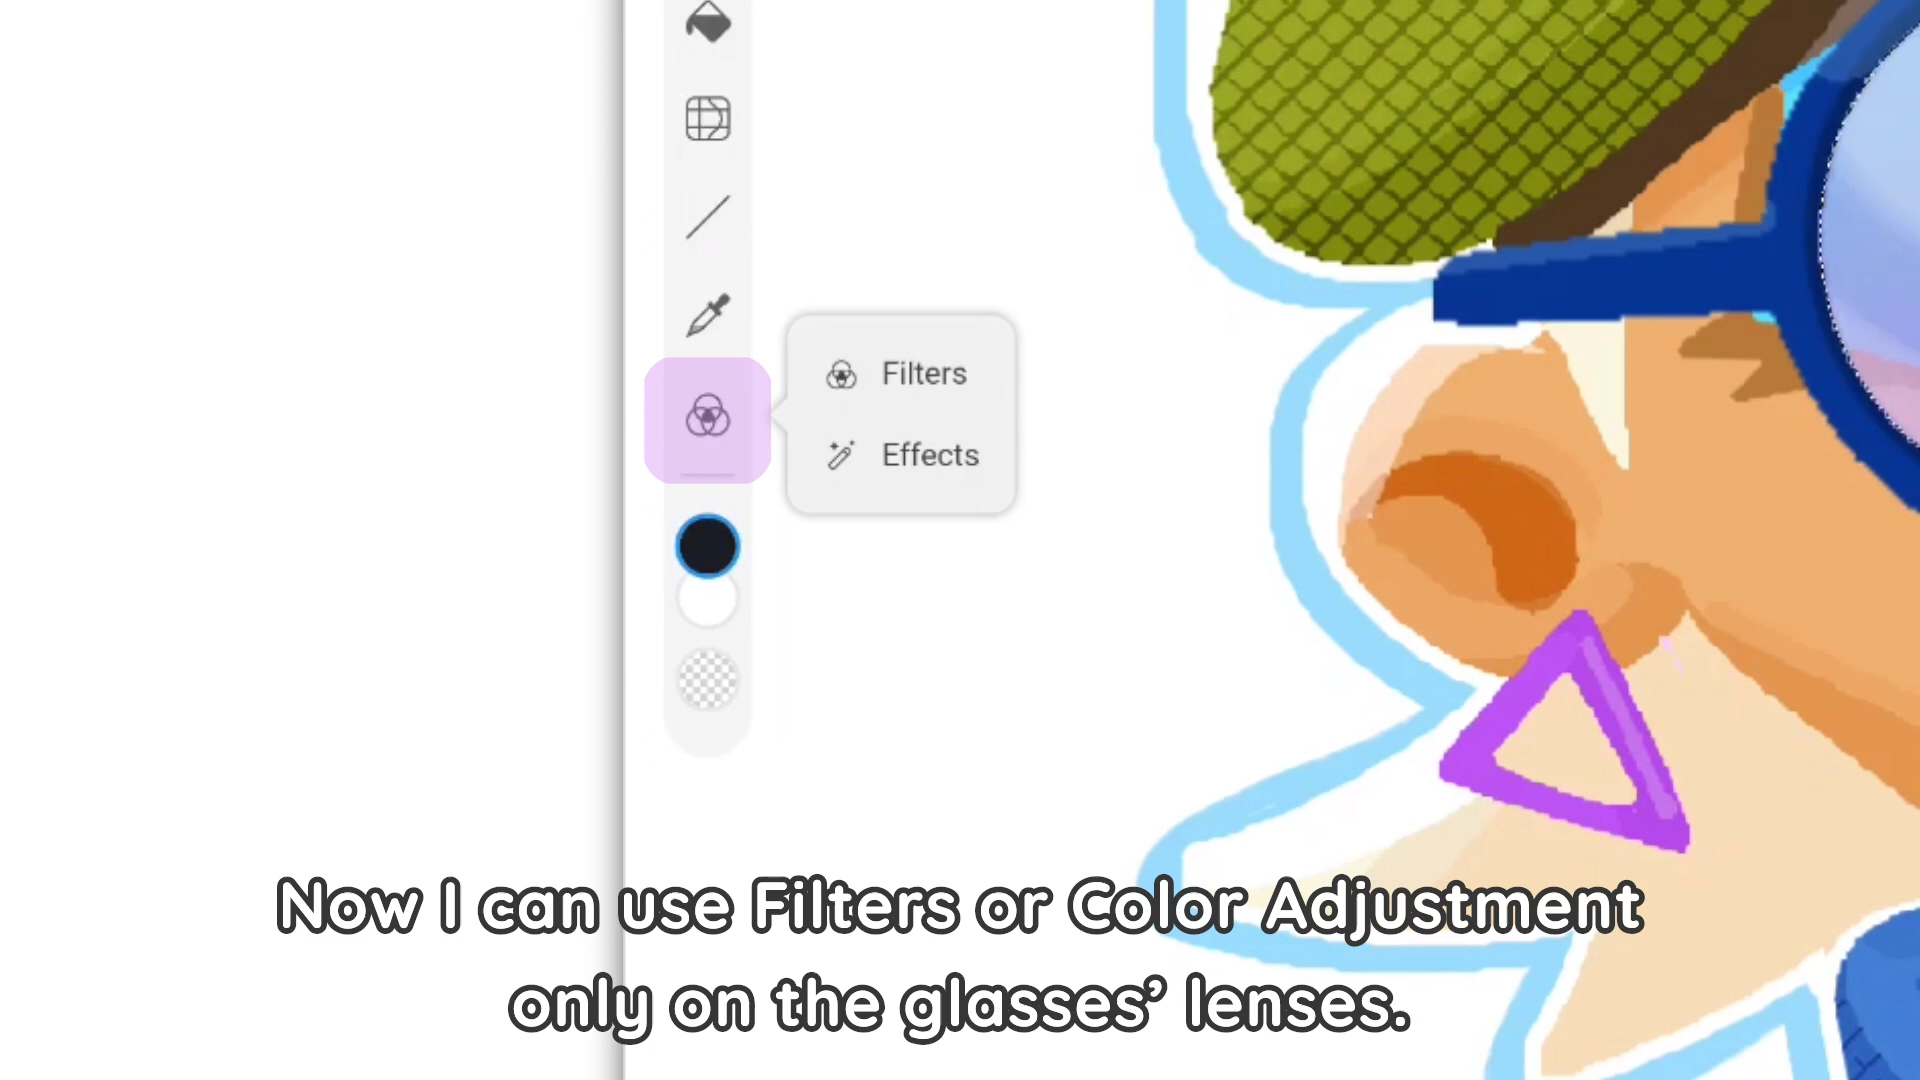 Filters
Effects
Now I can use Filters or Color Adjustment
only on the glasses’ lenses.